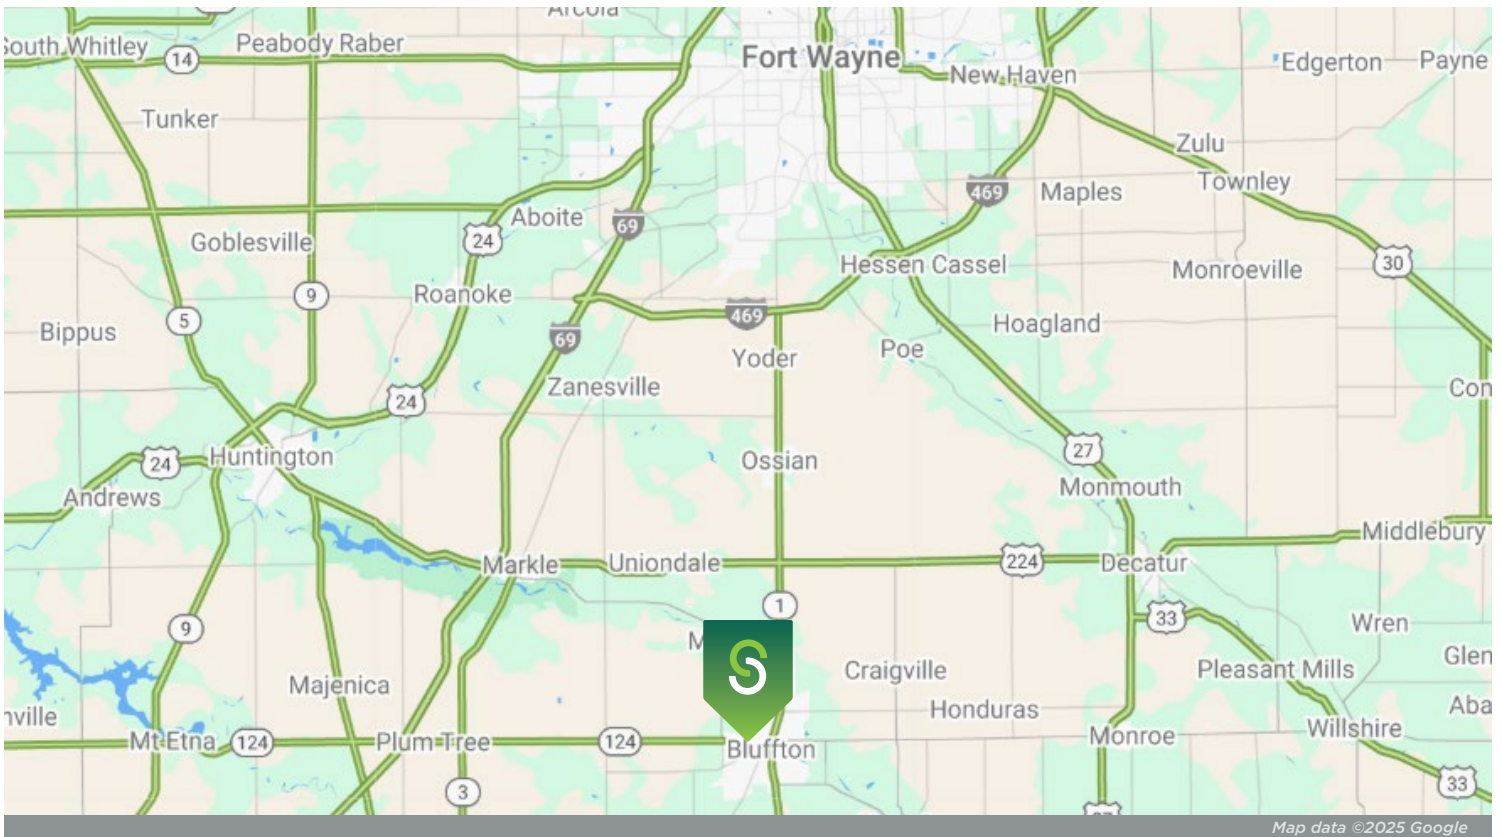 Arcola
South Whitley
Peabody Raber
14
Fort Wayne
New Haven
Edgerton
Payne
Tunker
Zulu
Townley
469
Maples
Aboite
69
24
Goblesville
Hessen Cassel
30
Monroeville
9
Roanoke
5
469
Hoagland
Bippus
69
Yoder
Poe
Zanesville
24
Con
Huntington
24
Ossian
27
Andrews
Monmouth
Middlebury
Markle
Uniondale
224
Decatur
1
9
33
Wren
M
S
Craigville
Pleasant Mills
Glen
Majenica
nville
Honduras
Aba
Mt Etna
124
Plum Tree
124
Bluffton
Monroe
Willshire
3
33
27
Map data ©2025 Google